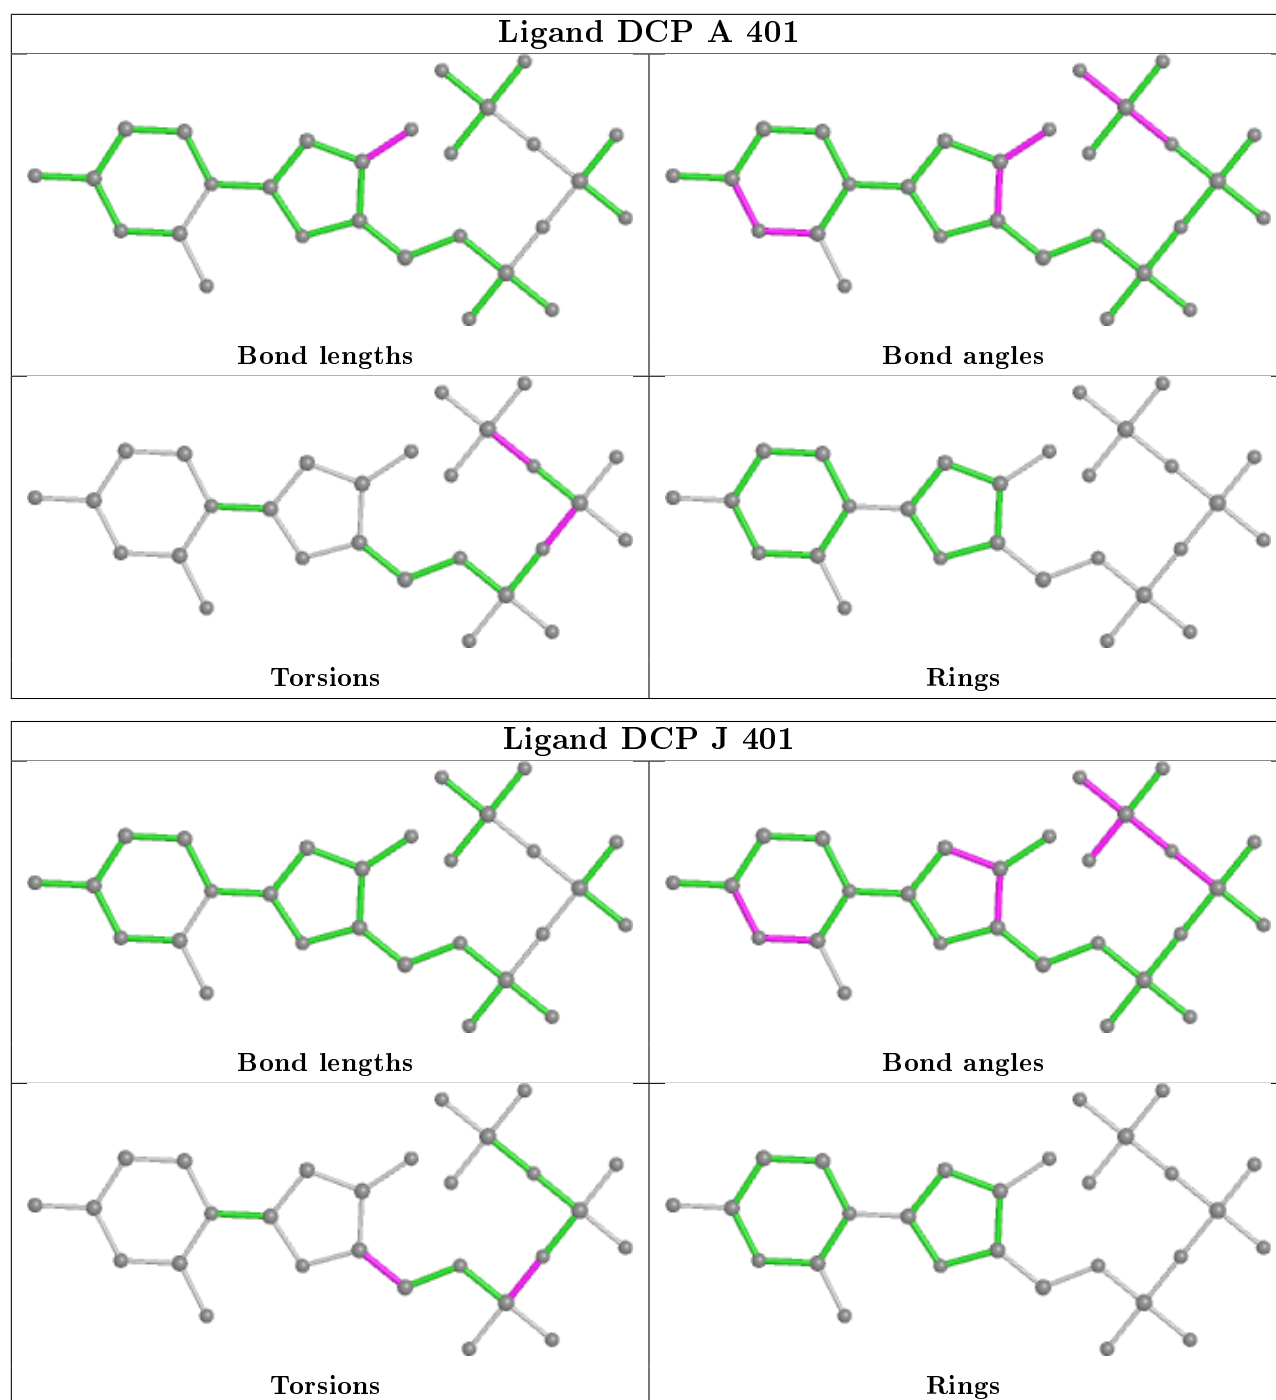 Ligand DCP A 401
Bond lengths
Bond angles
Torsions
Rings
Ligand DCP J 401
Bond lengths
Bond angles
Torsions
Rings